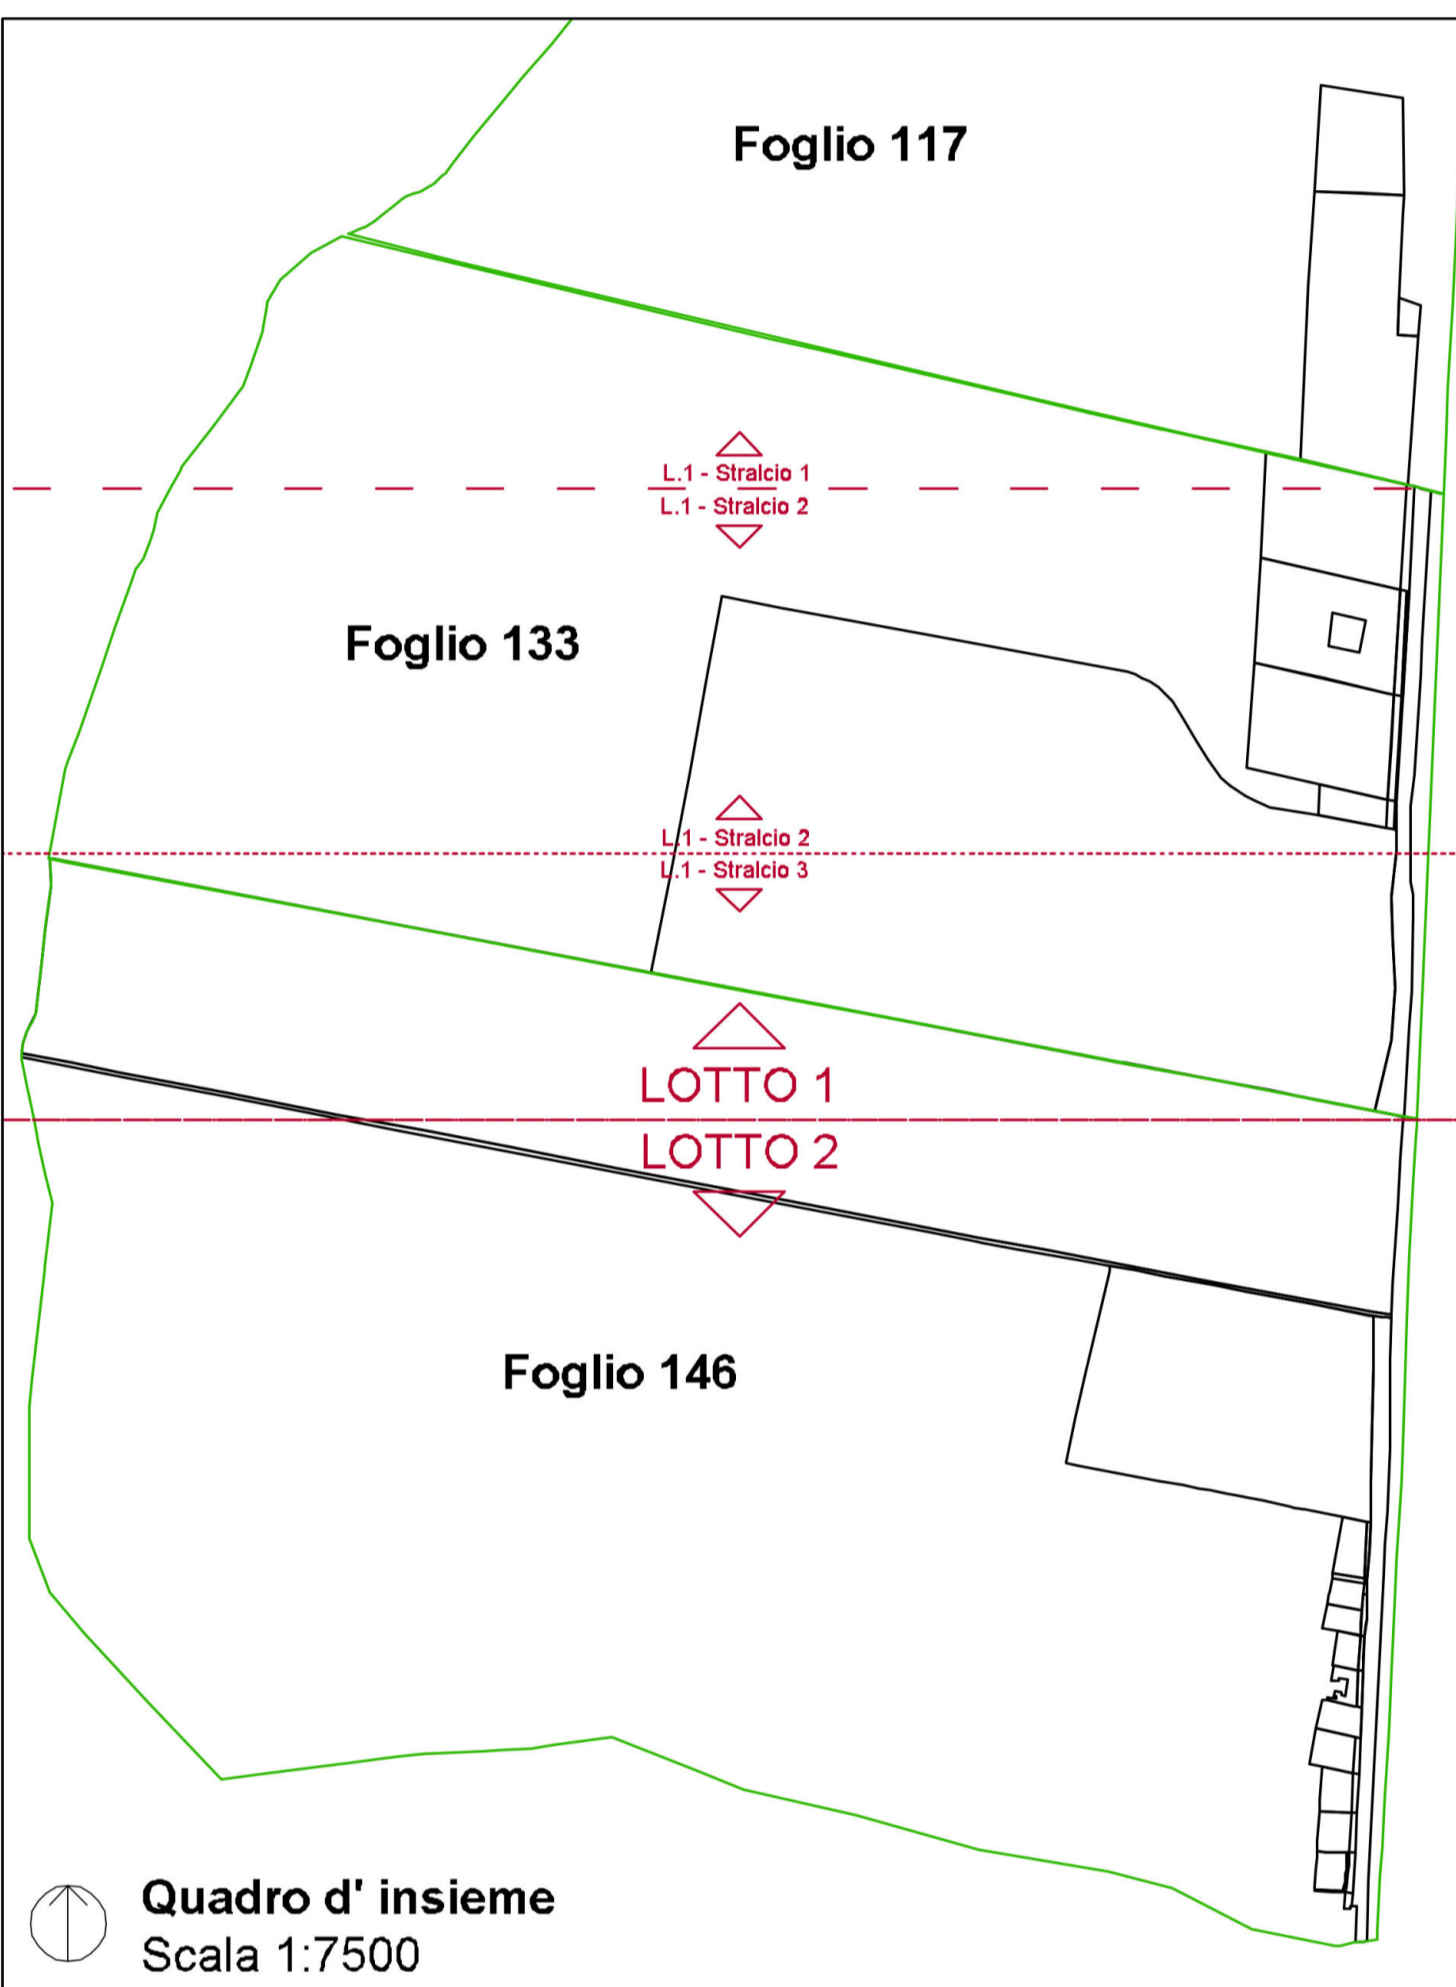 Foglio 117
L.1 - Stralcio 1
L.1 - Stralcio 2
Foglio 133
L.1 - Stralcio 2
L.1 - Stralcio 3
LOTTO 1
LOTTO 2
Foglio 146
Quadro d' insieme
Scala 1:7500